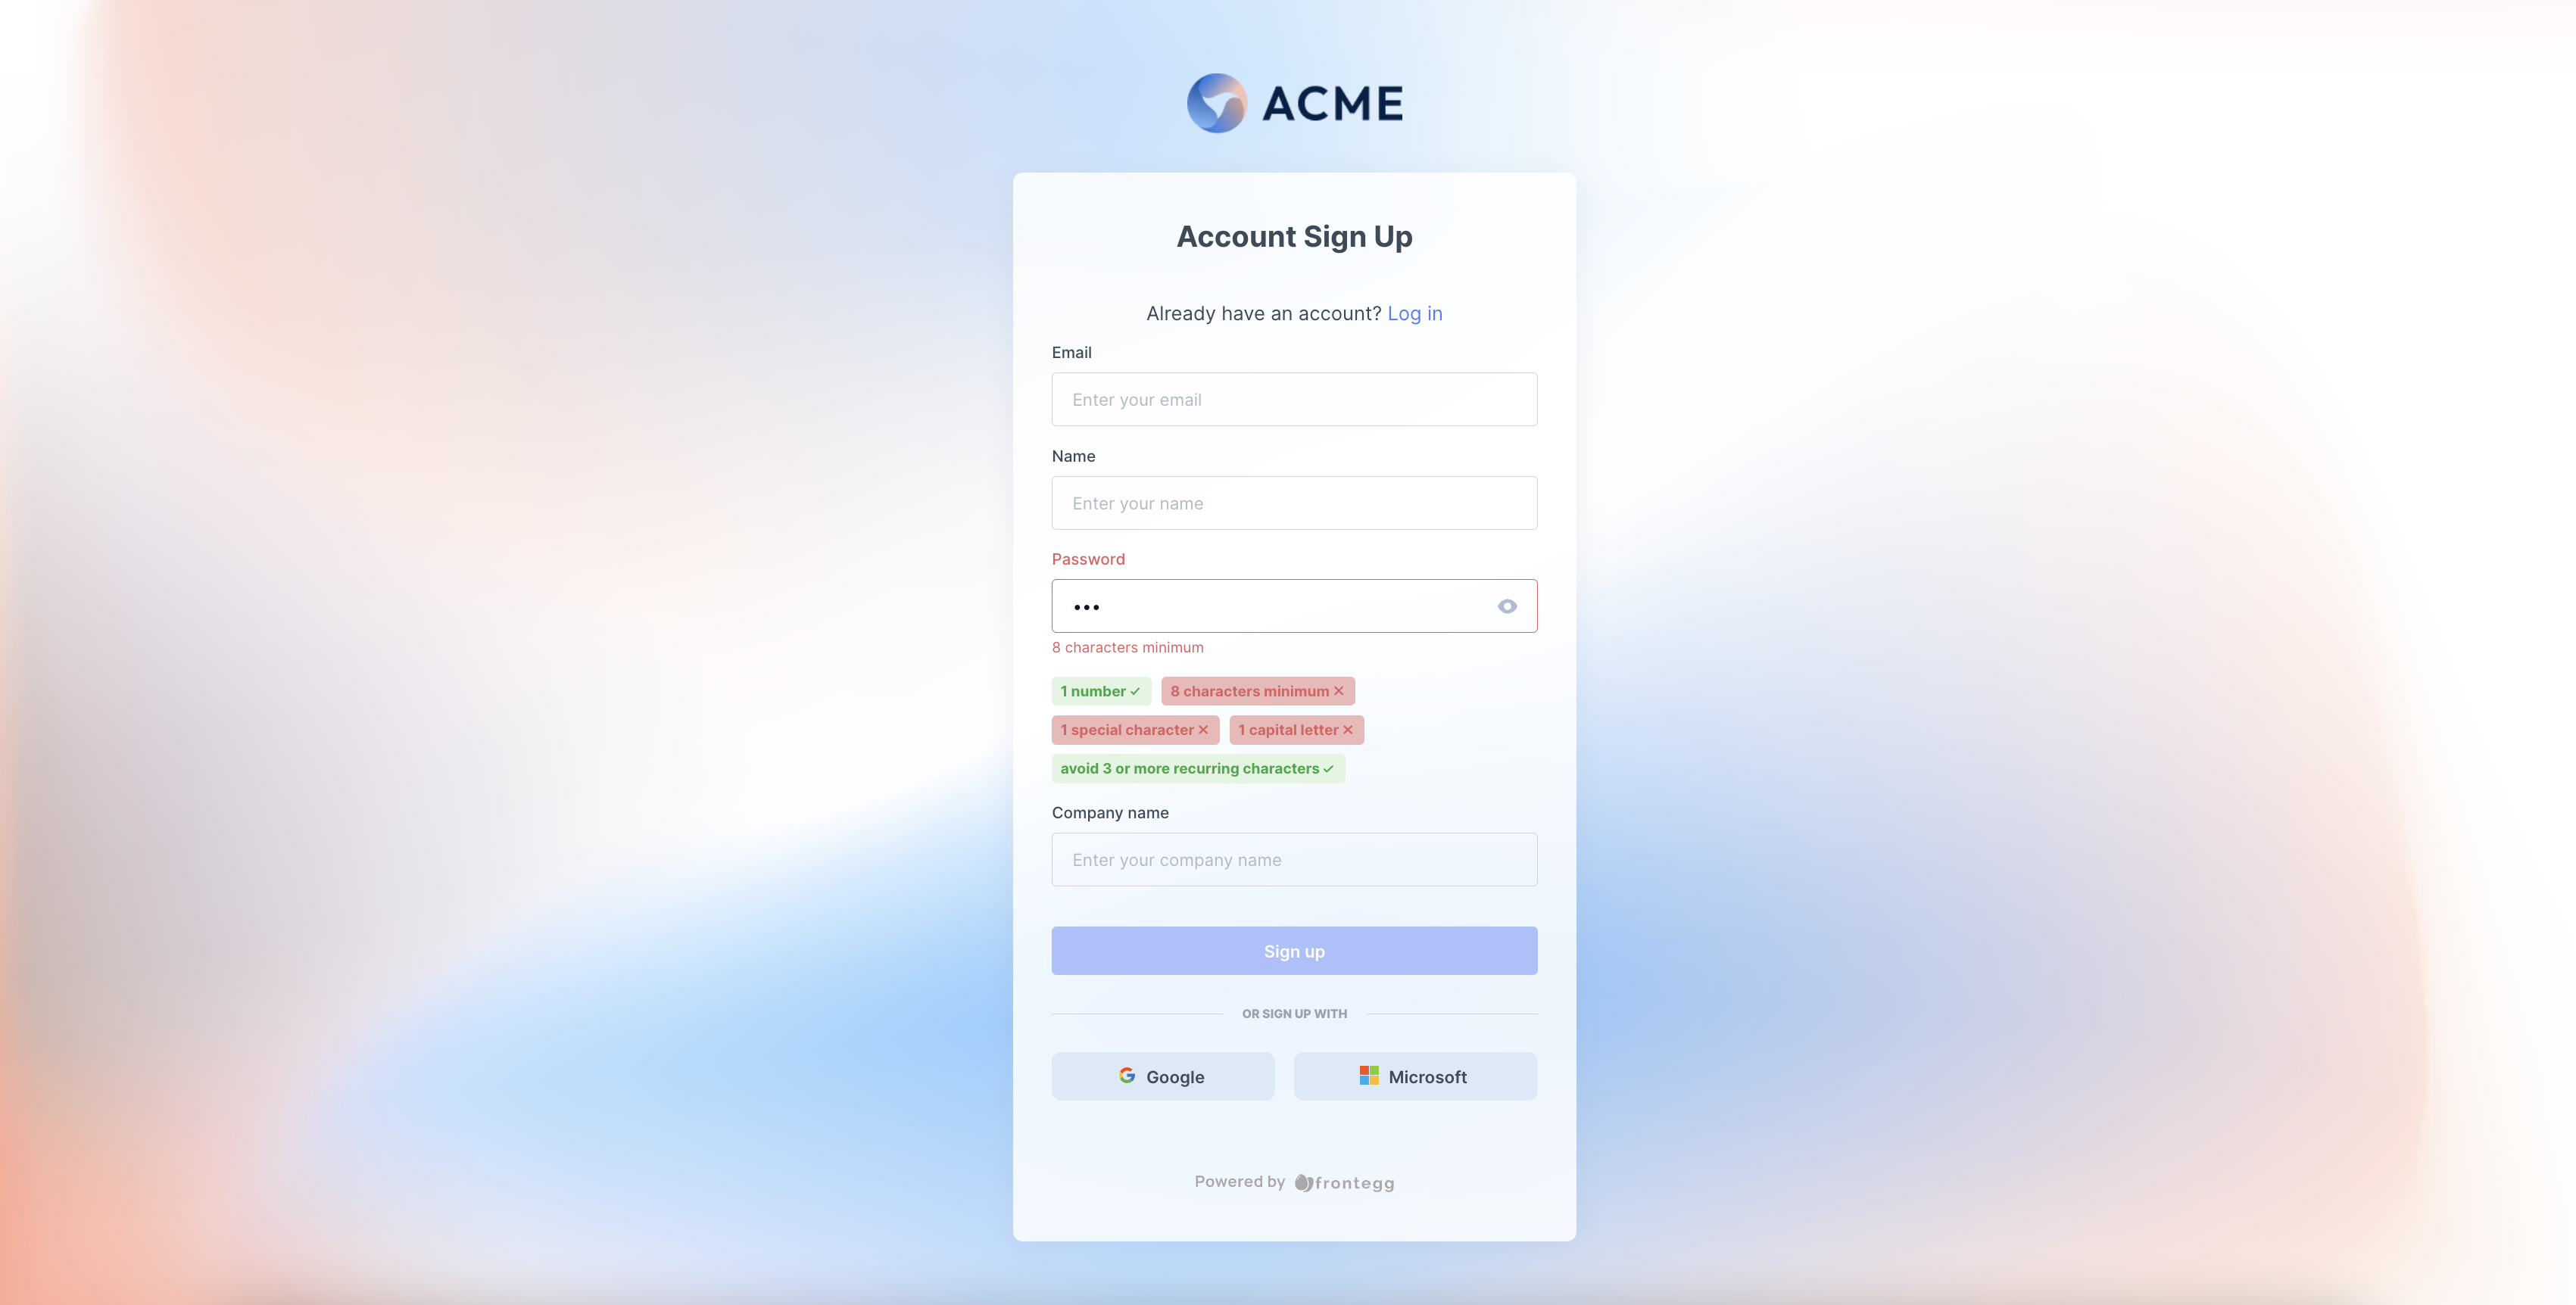 ACME
Account Sign Up
Already have an account? Log in
Email
Enter your email
Name
Enter your name
Password
•••
8 characters minimum
1 number ✓ 8 characters minimum ✕
1 special character ✕ 1 capital letter ✕
avoid 3 or more recurring characters ✓
Company name
Enter your company name
Sign up
OR SIGN UP WITH
Google Microsoft
Powered by frontegg